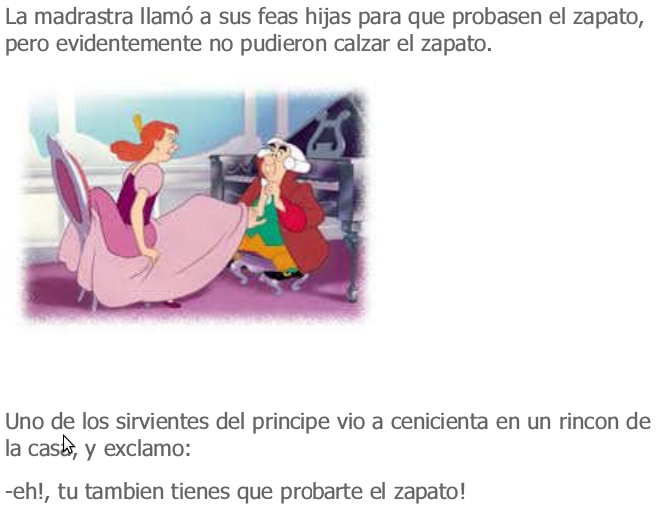 La madrastra llamó a sus feas hijas para que probasen el zapato,
pero evidentemente no pudieron calzar el zapato.
Uno de los sirvientes del principe vio a cenicienta en un rincon de
la casa, y exclamo:
-eh!, tu tambien tienes que probarte el zapato!